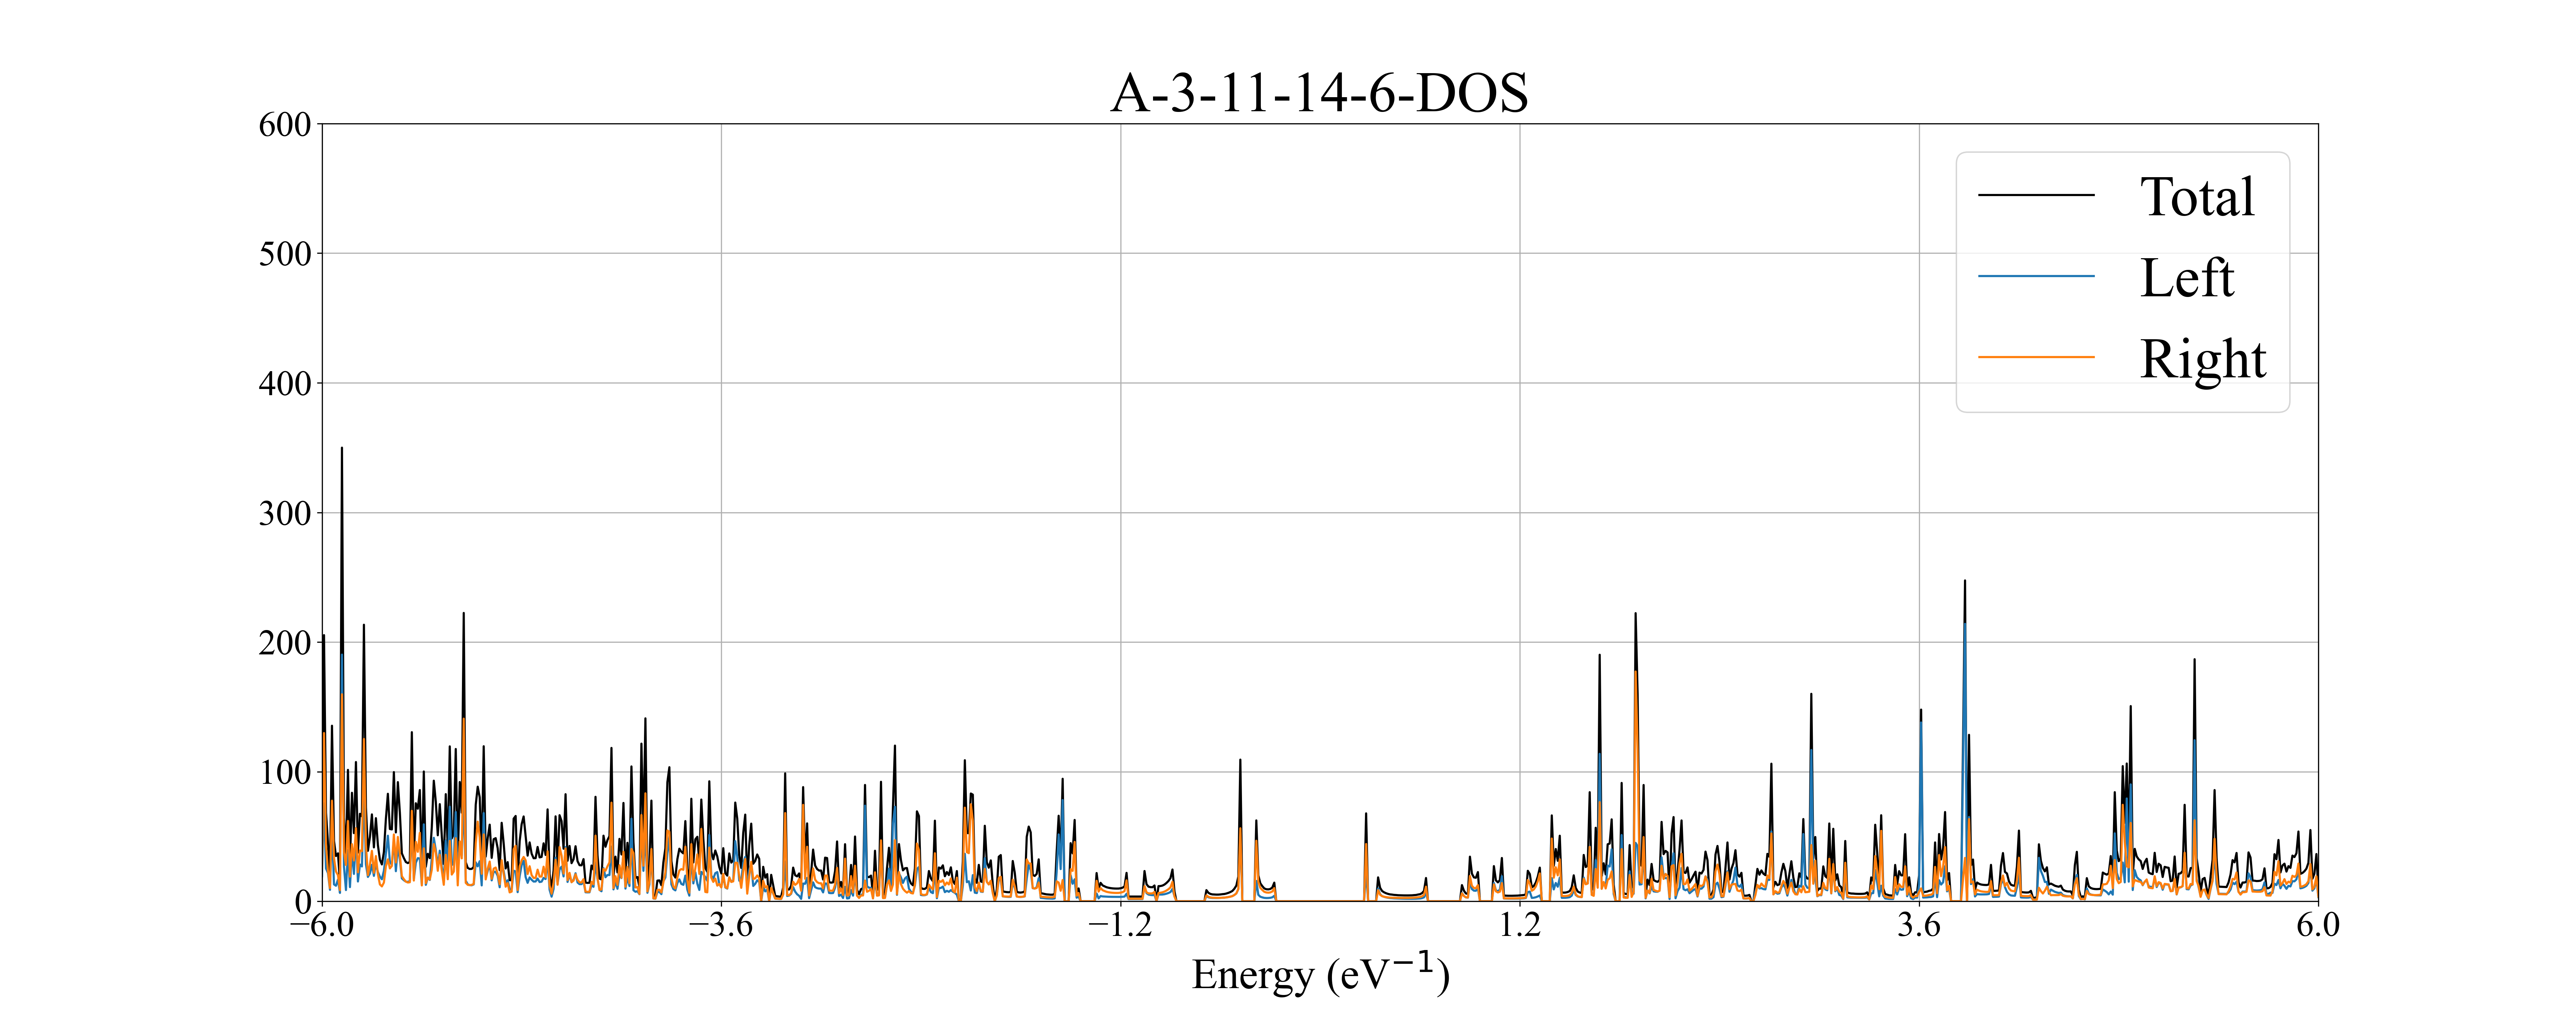 A-3-11-14-6-DOS
600
500
400
300
200
100
0
Total
Left
Right
−6.0 −3.6 −1.2 1.2 3.6 6.0
Energy (eV⁻¹)